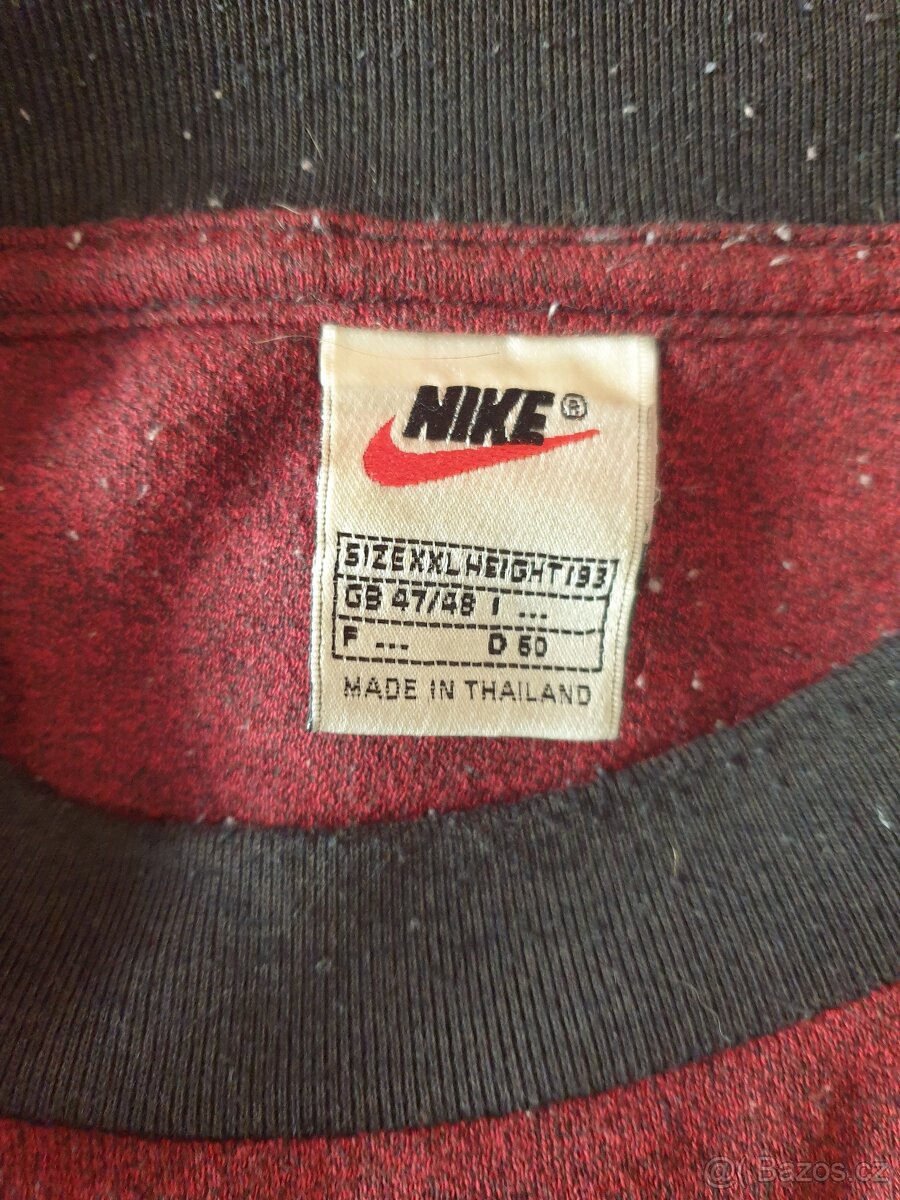 NIKE®
SIZE XXL HEIGHT 193
GB 47/48 I ...
F ... D 60
MADE IN THAILAND
@ Bazos.cz